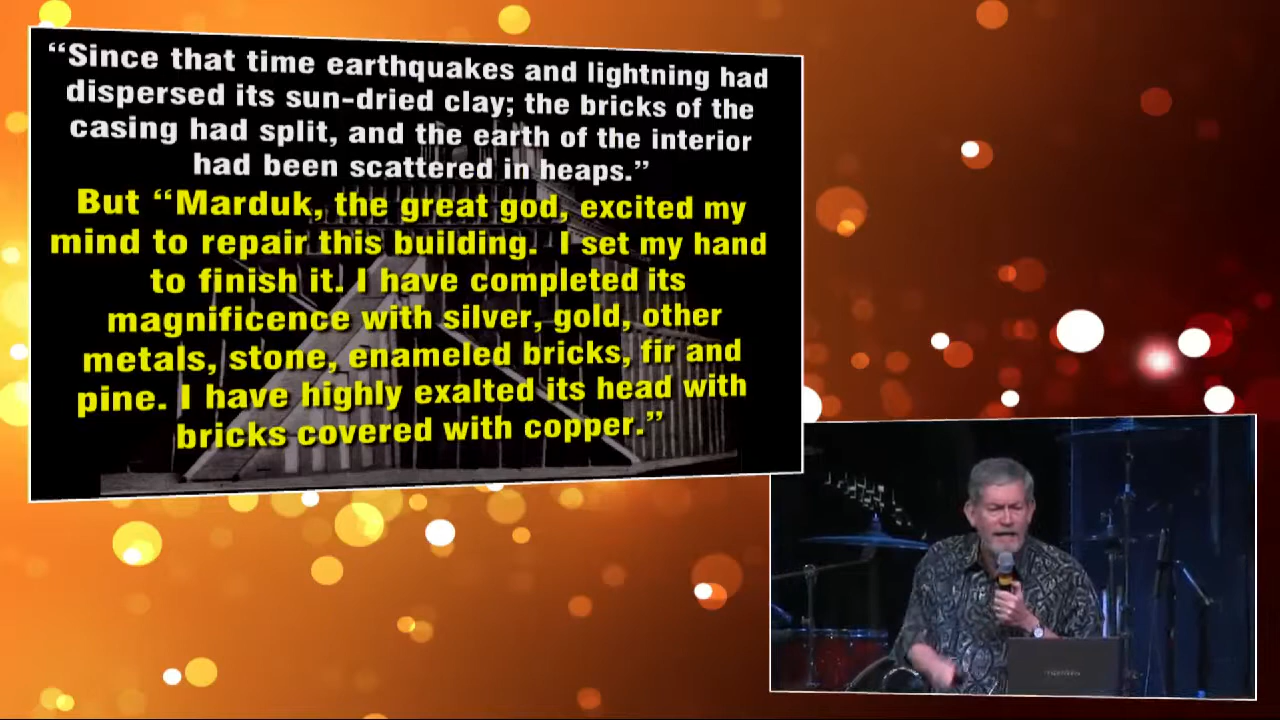 “Since that time earthquakes and lightning had
dispersed its sun-dried clay; the bricks of the
casing had split, and the earth of the interior
had been scattered in heaps.”
But “Marduk, the great god, excited my
mind to repair this building.  I set my hand
to finish it. I have completed its
magnificence with silver, gold, other
metals, stone, enameled bricks, fir and
pine. I have highly exalted its head with
bricks covered with copper.”